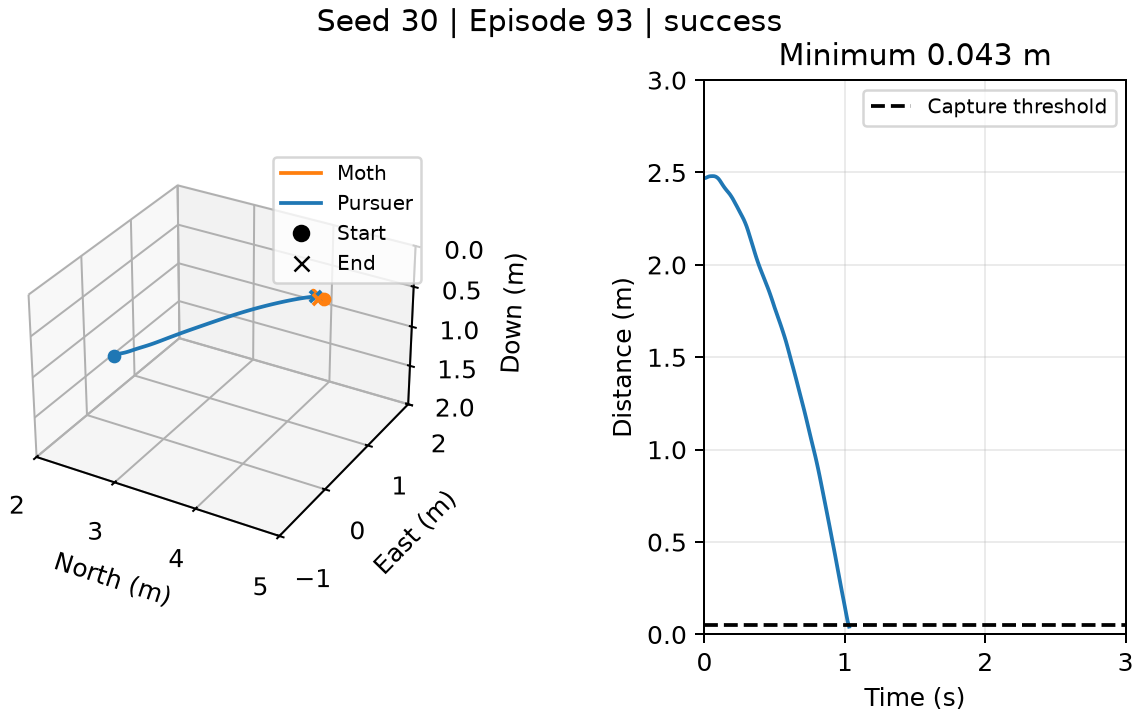 Seed 30 | Episode 93 | success
Moth
Pursuer
Start
End
0.0
0.5
1.0
1.5
2.0
Down (m)
2
3
4
5
North (m)
−1
0
1
2
East (m)
Minimum 0.043 m
Capture threshold
3.0
2.5
2.0
1.5
1.0
0.5
0.0
Distance (m)
0
1
2
3
Time (s)